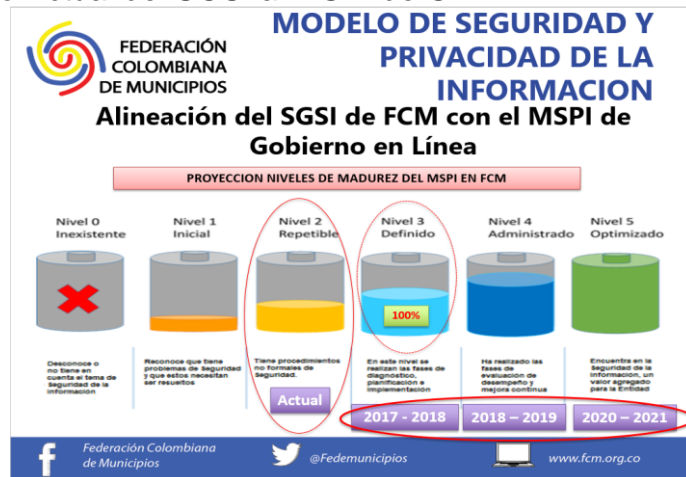 MODELO DE SEGURIDAD Y
PRIVACIDAD DE LA
INFORMACION
FEDERACIÓN
COLOMBIANA
DE MUNICIPIOS
Alineación del SGSI de FCM con el MSPI de
Gobierno en Línea
PROYECCION NIVELES DE MADUREZ DEL MSPI EN FCM
Nivel 0
Inexistente
Nivel 1
Inicial
Nivel 2
Repetible
Nivel 3
Definido
Nivel 4
Administrado
Nivel 5
Optimizado
100%
Desconoce o
no tiene en
cuenta el tema de
seguridad de la
información
Reconoce que tiene
problemas de Seguridad
y que estos necesitan
ser resueltos
Tiene procedimientos
no formales de
Seguridad.
En este nivel se
realizan las fases de
diagnóstico,
planificación e
implementación
Ha realizado las
fases de
evaluación de
desempeño y
mejora continua
Encuentra en la
Seguridad de la
información, un
valor agregado
para la Entidad
Actual
2017 - 2018
2018 – 2019
2020 – 2021
Federación Colombiana
de Municipios
@Fedemunicipios
www.fcm.org.co